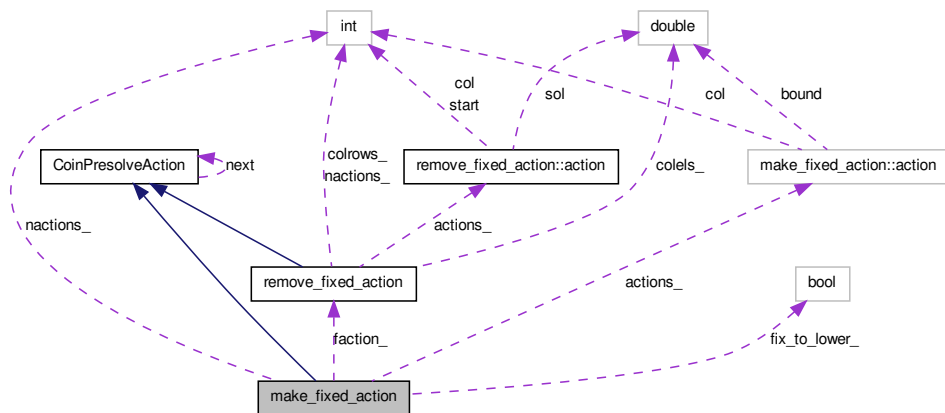 int
double
col
start
sol
col
bound
CoinPresolveAction
next
colrows_
nactions_
remove_fixed_action::action
colels_
make_fixed_action::action
nactions_
actions_
remove_fixed_action
actions_
bool
faction_
fix_to_lower_
make_fixed_action